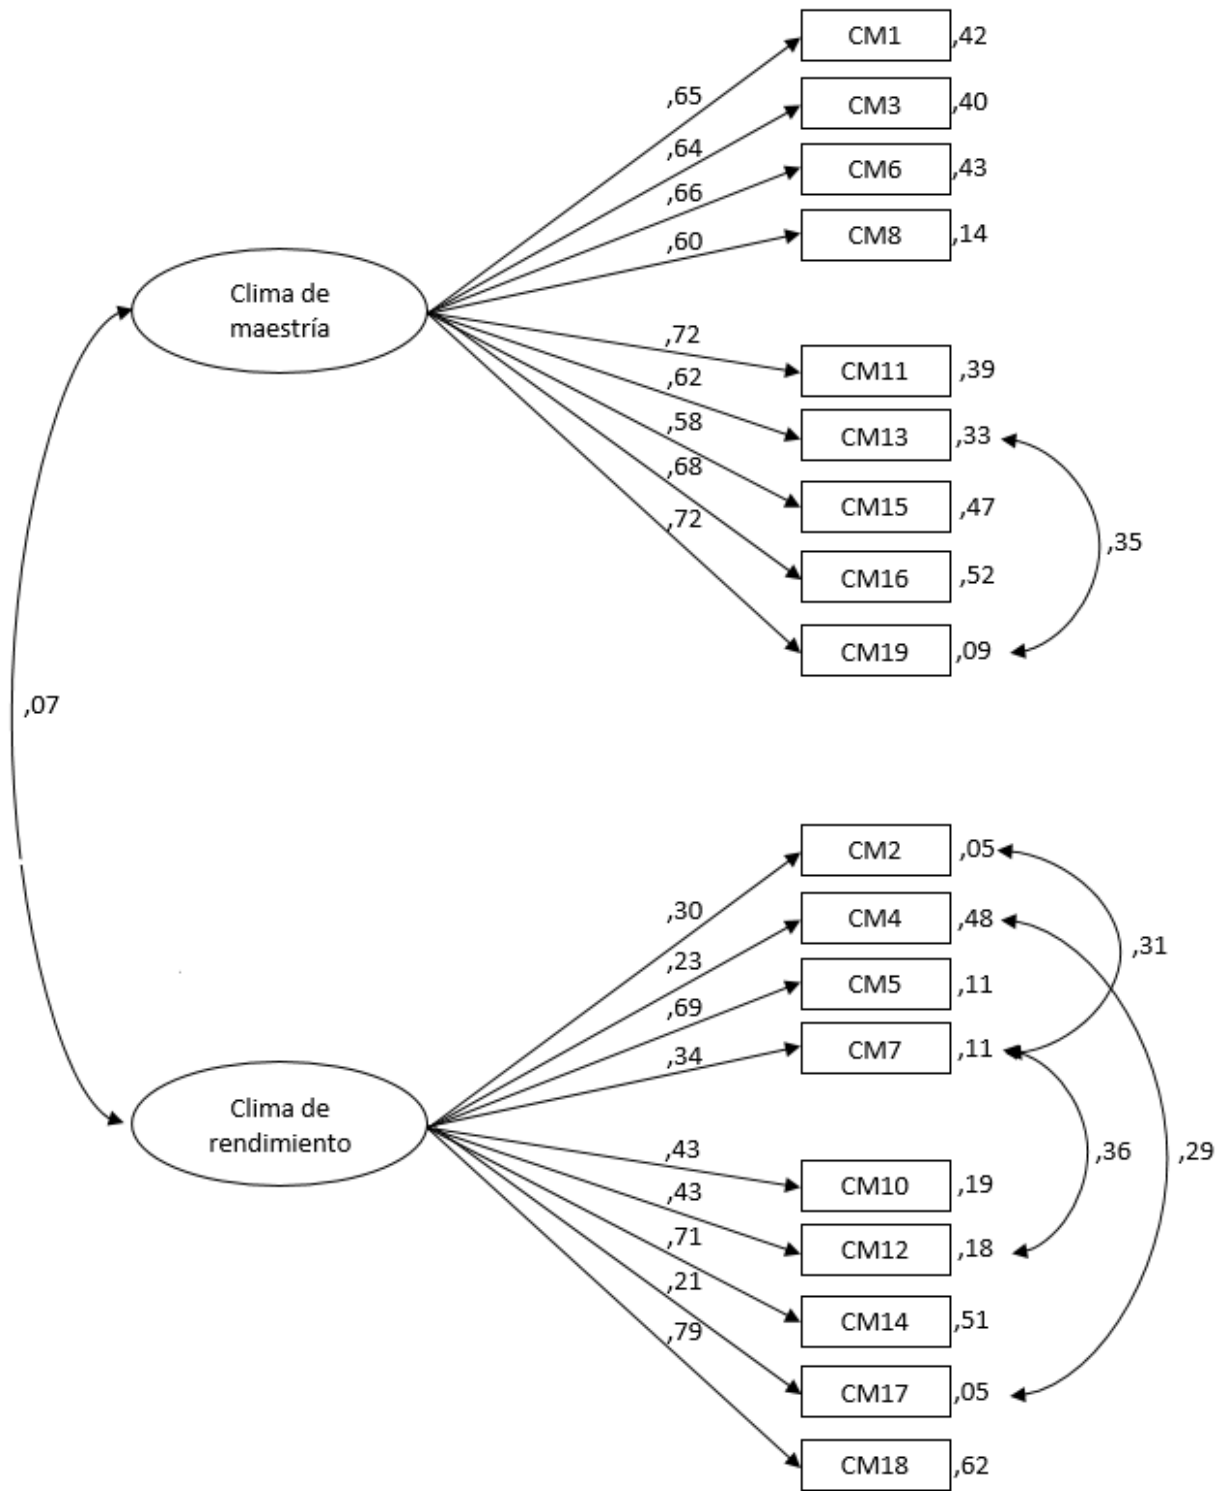 CM1 ,42
,65
CM3 ,40
,64
CM6 ,43
,66
CM8 ,14
,60
Clima de
maestría
,72
CM11 ,39
,62
CM13 ,33
,58
CM15 ,47
,68
,35
CM16 ,52
,72
CM19 ,09
,07
CM2 ,05
,30
CM4 ,48
,31
,23
CM5 ,11
,69
CM7 ,11
,34
Clima de
rendimiento
,43
,36
,29
CM10 ,19
,43
CM12 ,18
,71
,21
CM14 ,51
,79
CM17 ,05
CM18 ,62